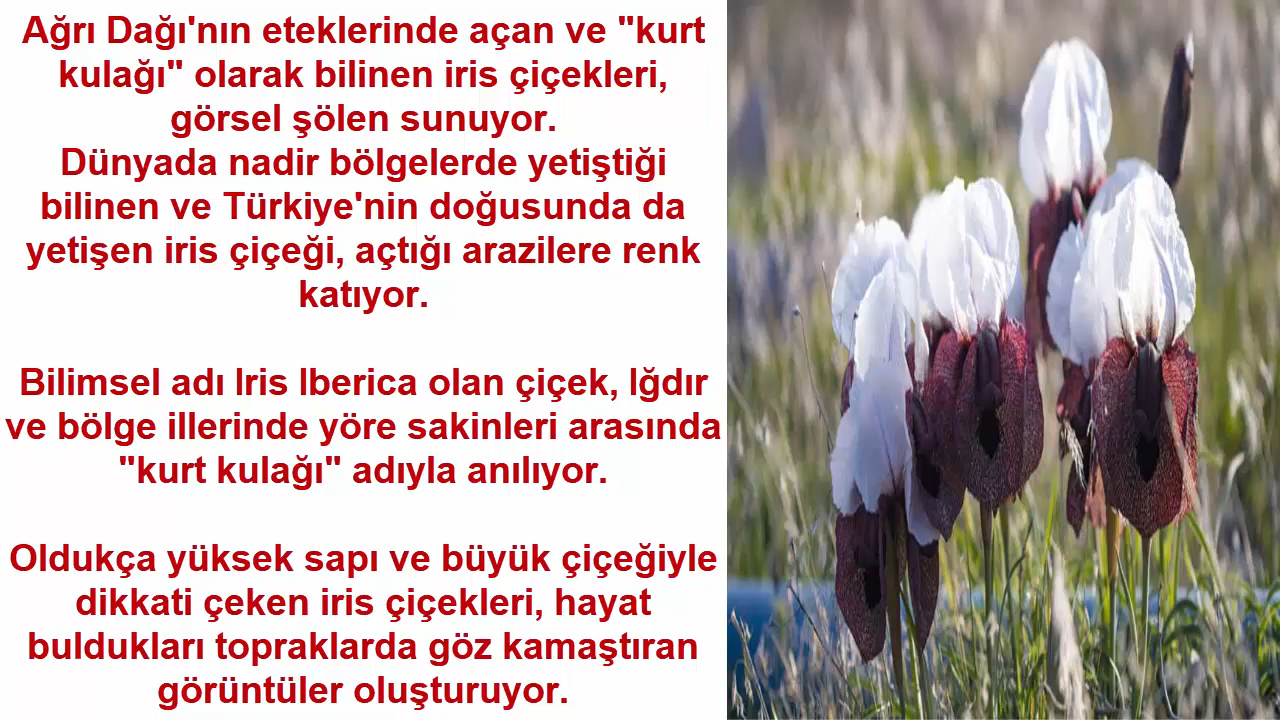 Ağrı Dağı'nın eteklerinde açan ve "kurt
kulağı" olarak bilinen iris çiçekleri,
görsel şölen sunuyor.
Dünyada nadir bölgelerde yetiştiği
bilinen ve Türkiye'nin doğusunda da
yetişen iris çiçeği, açtığı arazilere renk
katıyor.
Bilimsel adı Iris Iberica olan çiçek, Iğdır
ve bölge illerinde yöre sakinleri arasında
"kurt kulağı" adıyla anılıyor.
Oldukça yüksek sapı ve büyük çiçeğiyle
dikkati çeken iris çiçekleri, hayat
buldukları topraklarda göz kamaştıran
görüntüler oluşturuyor.